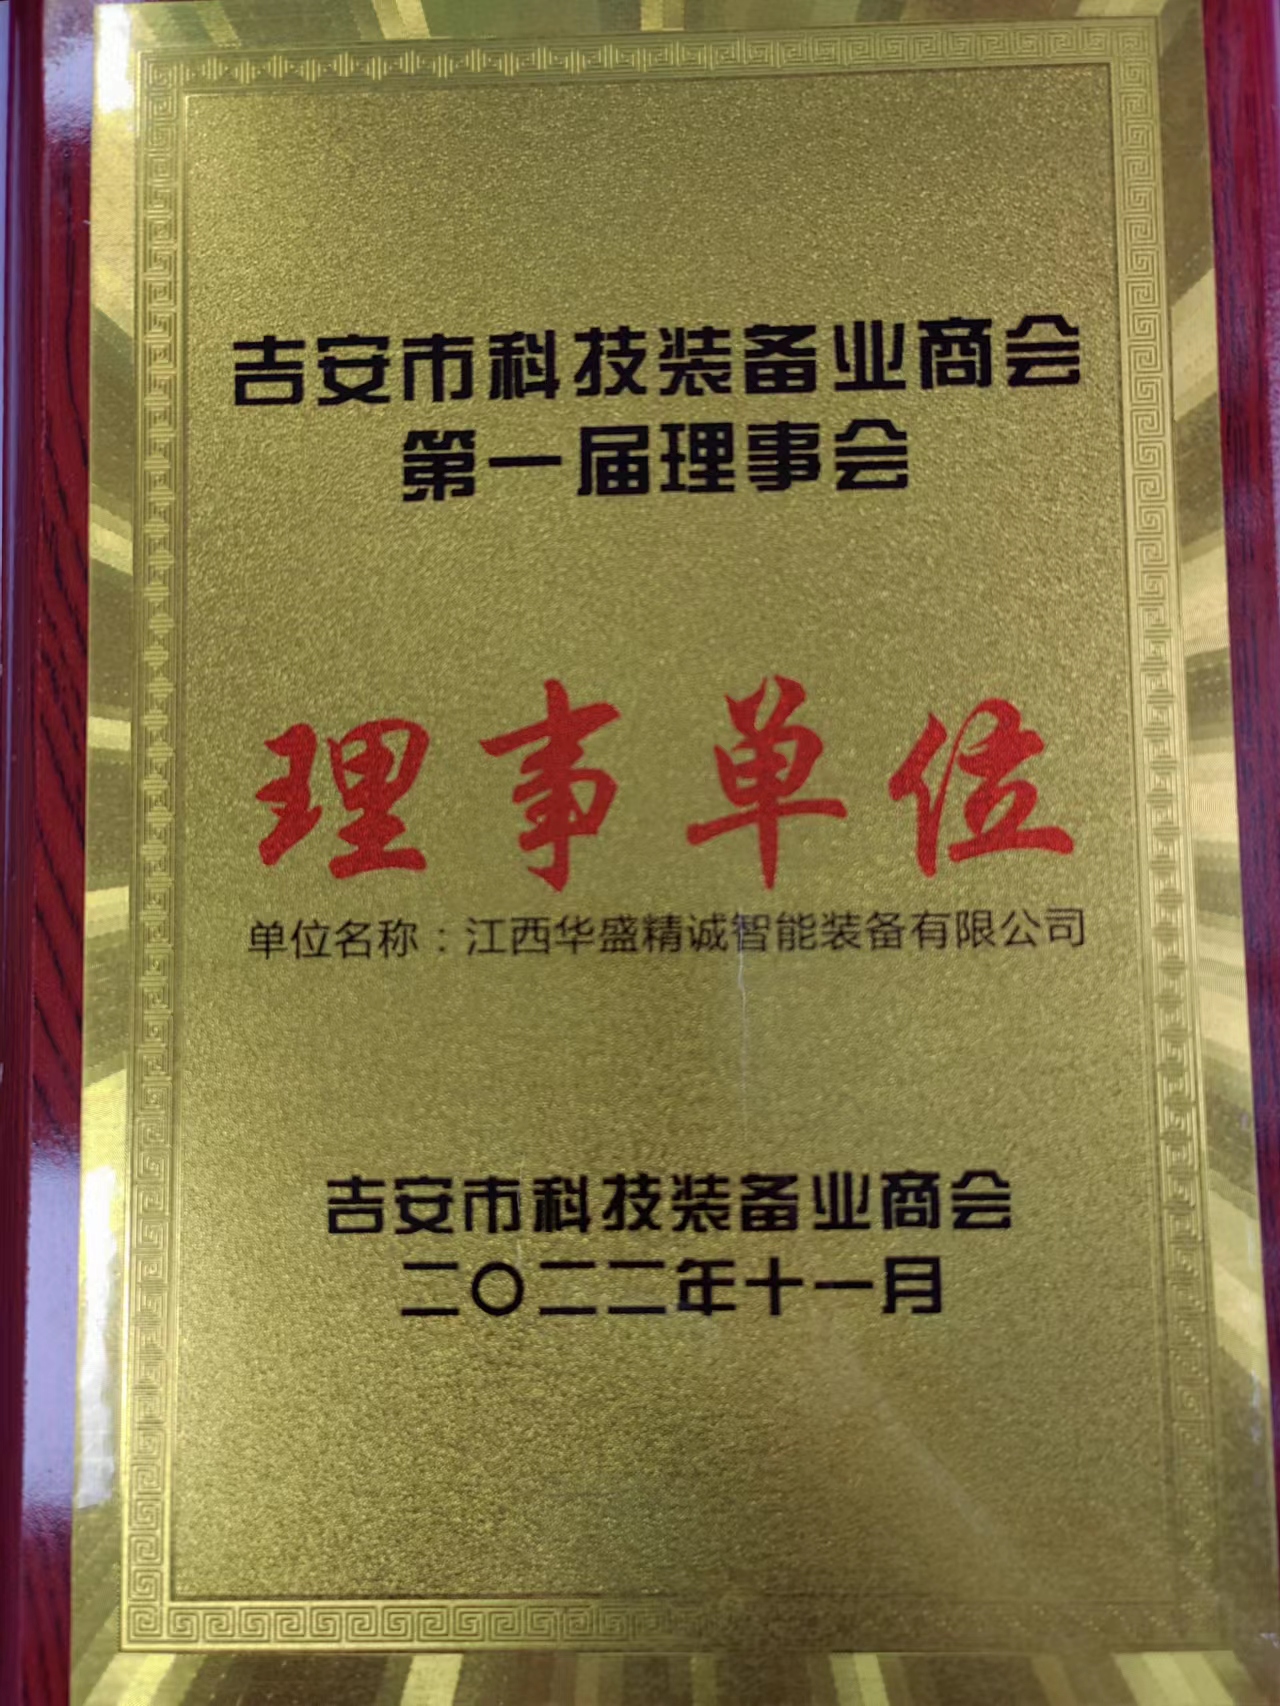 吉安市科技装备业商会
第一届理事会
理事单位
单位名称：江西华盛精诚智能装备有限公司
吉安市科技装备业商会
二〇二二年十一月